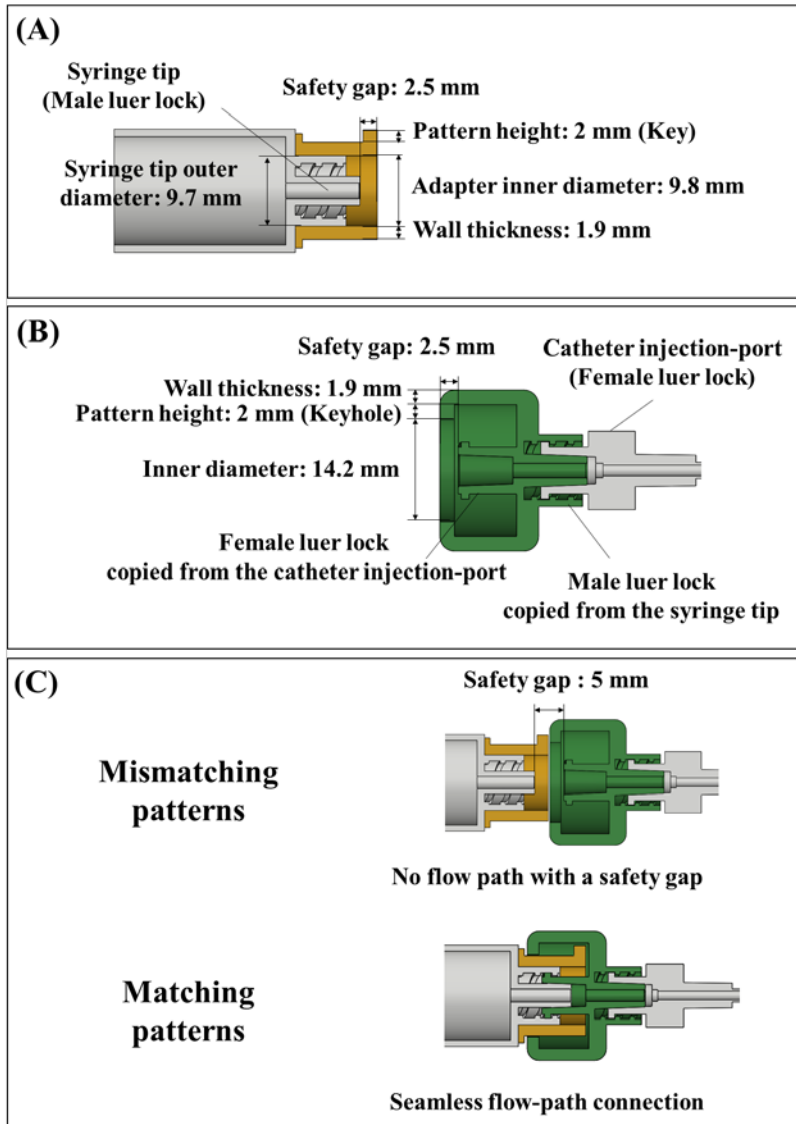 (A)
Syringe tip
(Male luer lock)
Safety gap: 2.5 mm
Pattern height: 2 mm (Key)
Syringe tip outer
diameter: 9.7 mm
Adapter inner diameter: 9.8 mm
Wall thickness: 1.9 mm
(B)
Safety gap: 2.5 mm
Catheter injection-port
(Female luer lock)
Wall thickness: 1.9 mm
Pattern height: 2 mm (Keyhole)
Inner diameter: 14.2 mm
Female luer lock
copied from the catheter injection-port
Male luer lock
copied from the syringe tip
(C)
Safety gap : 5 mm
Mismatching
patterns
No flow path with a safety gap
Matching
patterns
Seamless flow-path connection